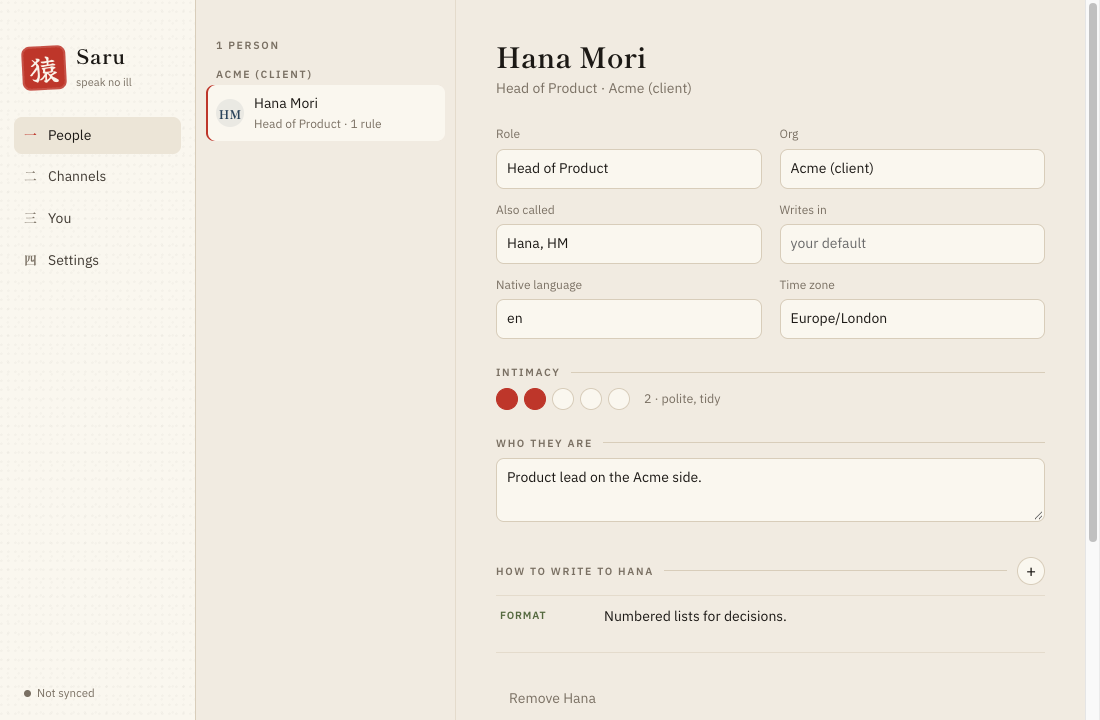 猿
Saru
speak no ill
一 People
二 Channels
三 You
四 Settings
Not synced
1 PERSON
ACME (CLIENT)
HM
Hana Mori
Head of Product · 1 rule
Hana Mori
Head of Product · Acme (client)
Role
Org
Head of Product
Acme (client)
Also called
Writes in
Hana, HM
your default
Native language
Time zone
en
Europe/London
INTIMACY
2 · polite, tidy
WHO THEY ARE
Product lead on the Acme side.
HOW TO WRITE TO HANA
+
FORMAT
Numbered lists for decisions.
Remove Hana